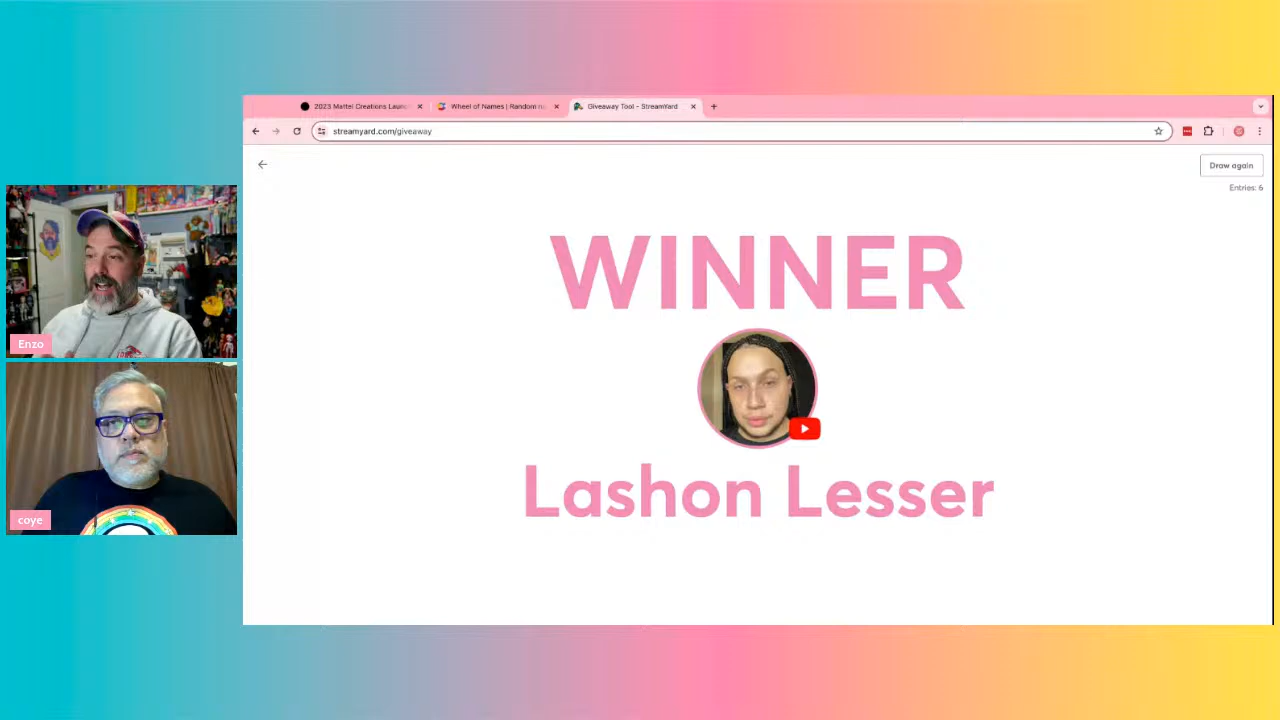 2023 Mattel Creations Launc
Wheel of Names | Random na
Giveaway Tool - StreamYard
streamyard.com/giveaway
Draw again
Entries: 6
WINNER
Lashon Lesser
Enzo
coye